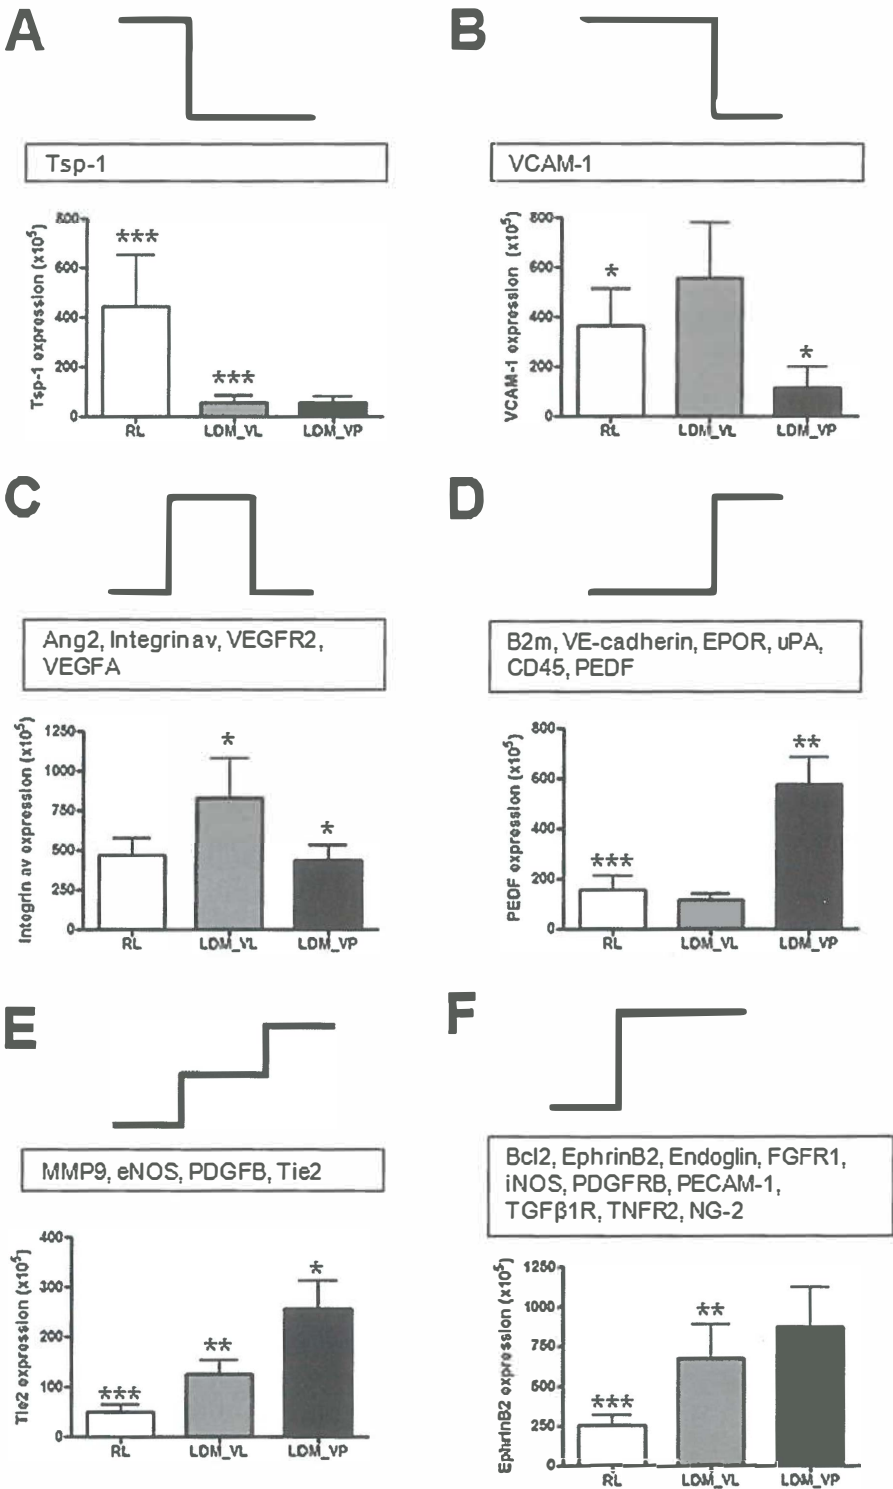 A
Tsp-1
Tsp-1 expression (x10⁵)
800
600
400
200
0
***
***
RL
LDM_VL
LDM_VP
B
VCAM-1
VCAM-1 expression (x10⁵)
800
600
400
200
0
*
*
RL
LDM_VL
LDM_VP
C
Ang2, Integrin av, VEGFR2,
VEGFA
Integrin av expression (x10⁵)
1250
1000
750
500
250
0
*
*
RL
LDM_VL
LDM_VP
D
B2m, VE-cadherin, EPOR, uPA,
CD45, PEDF
PEDF expression (x10⁵)
800
600
400
200
0
***
**
RL
LDM_VL
LDM_VP
E
MMP9, eNOS, PDGFB, Tie2
Tie2 expression (x10⁵)
400
300
200
100
0
***
**
*
RL
LDM_VL
LDM_VP
F
Bcl2, EphrinB2, Endoglin, FGFR1,
iNOS, PDGFRB, PECAM-1,
TGFβ1R, TNFR2, NG-2
EphrinB2 expression (x10⁵)
1250
1000
750
500
250
0
***
**
RL
LDM_VL
LDM_VP